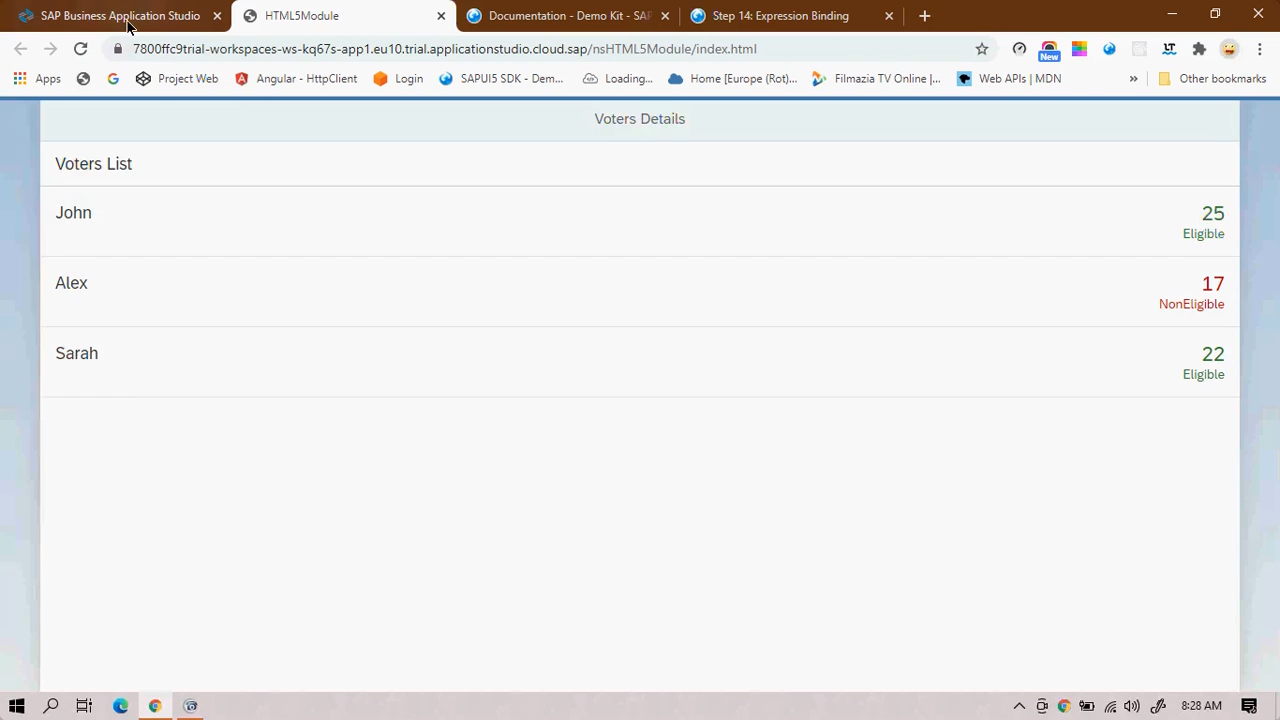 SAP Business Application Studio
HTML5Module
Documentation - Demo Kit - SAP
Step 14: Expression Binding
7800ffc9trial-workspaces-ws-kq67s-app1.eu10.trial.applicationstudio.cloud.sap/nsHTML5Module/index.html
New
Apps
Project Web
Angular - HttpClient
Login
SAPUI5 SDK - Dem...
Loading...
Home (Europe (Rot)...
Filmazia TV Online |...
Web APIs | MDN
»
Other bookmarks
Voters Details
Voters List
John
25
Eligible
Alex
17
NonEligible
Sarah
22
Eligible
8:28 AM